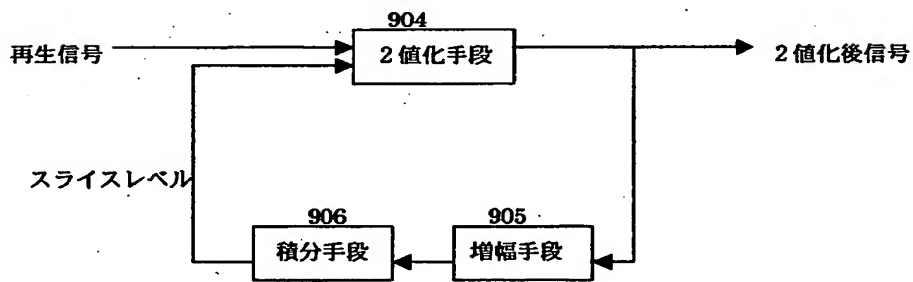 904
再生信号
２値化手段
２値化後信号
スライスレベル
906
905
積分手段
増幅手段